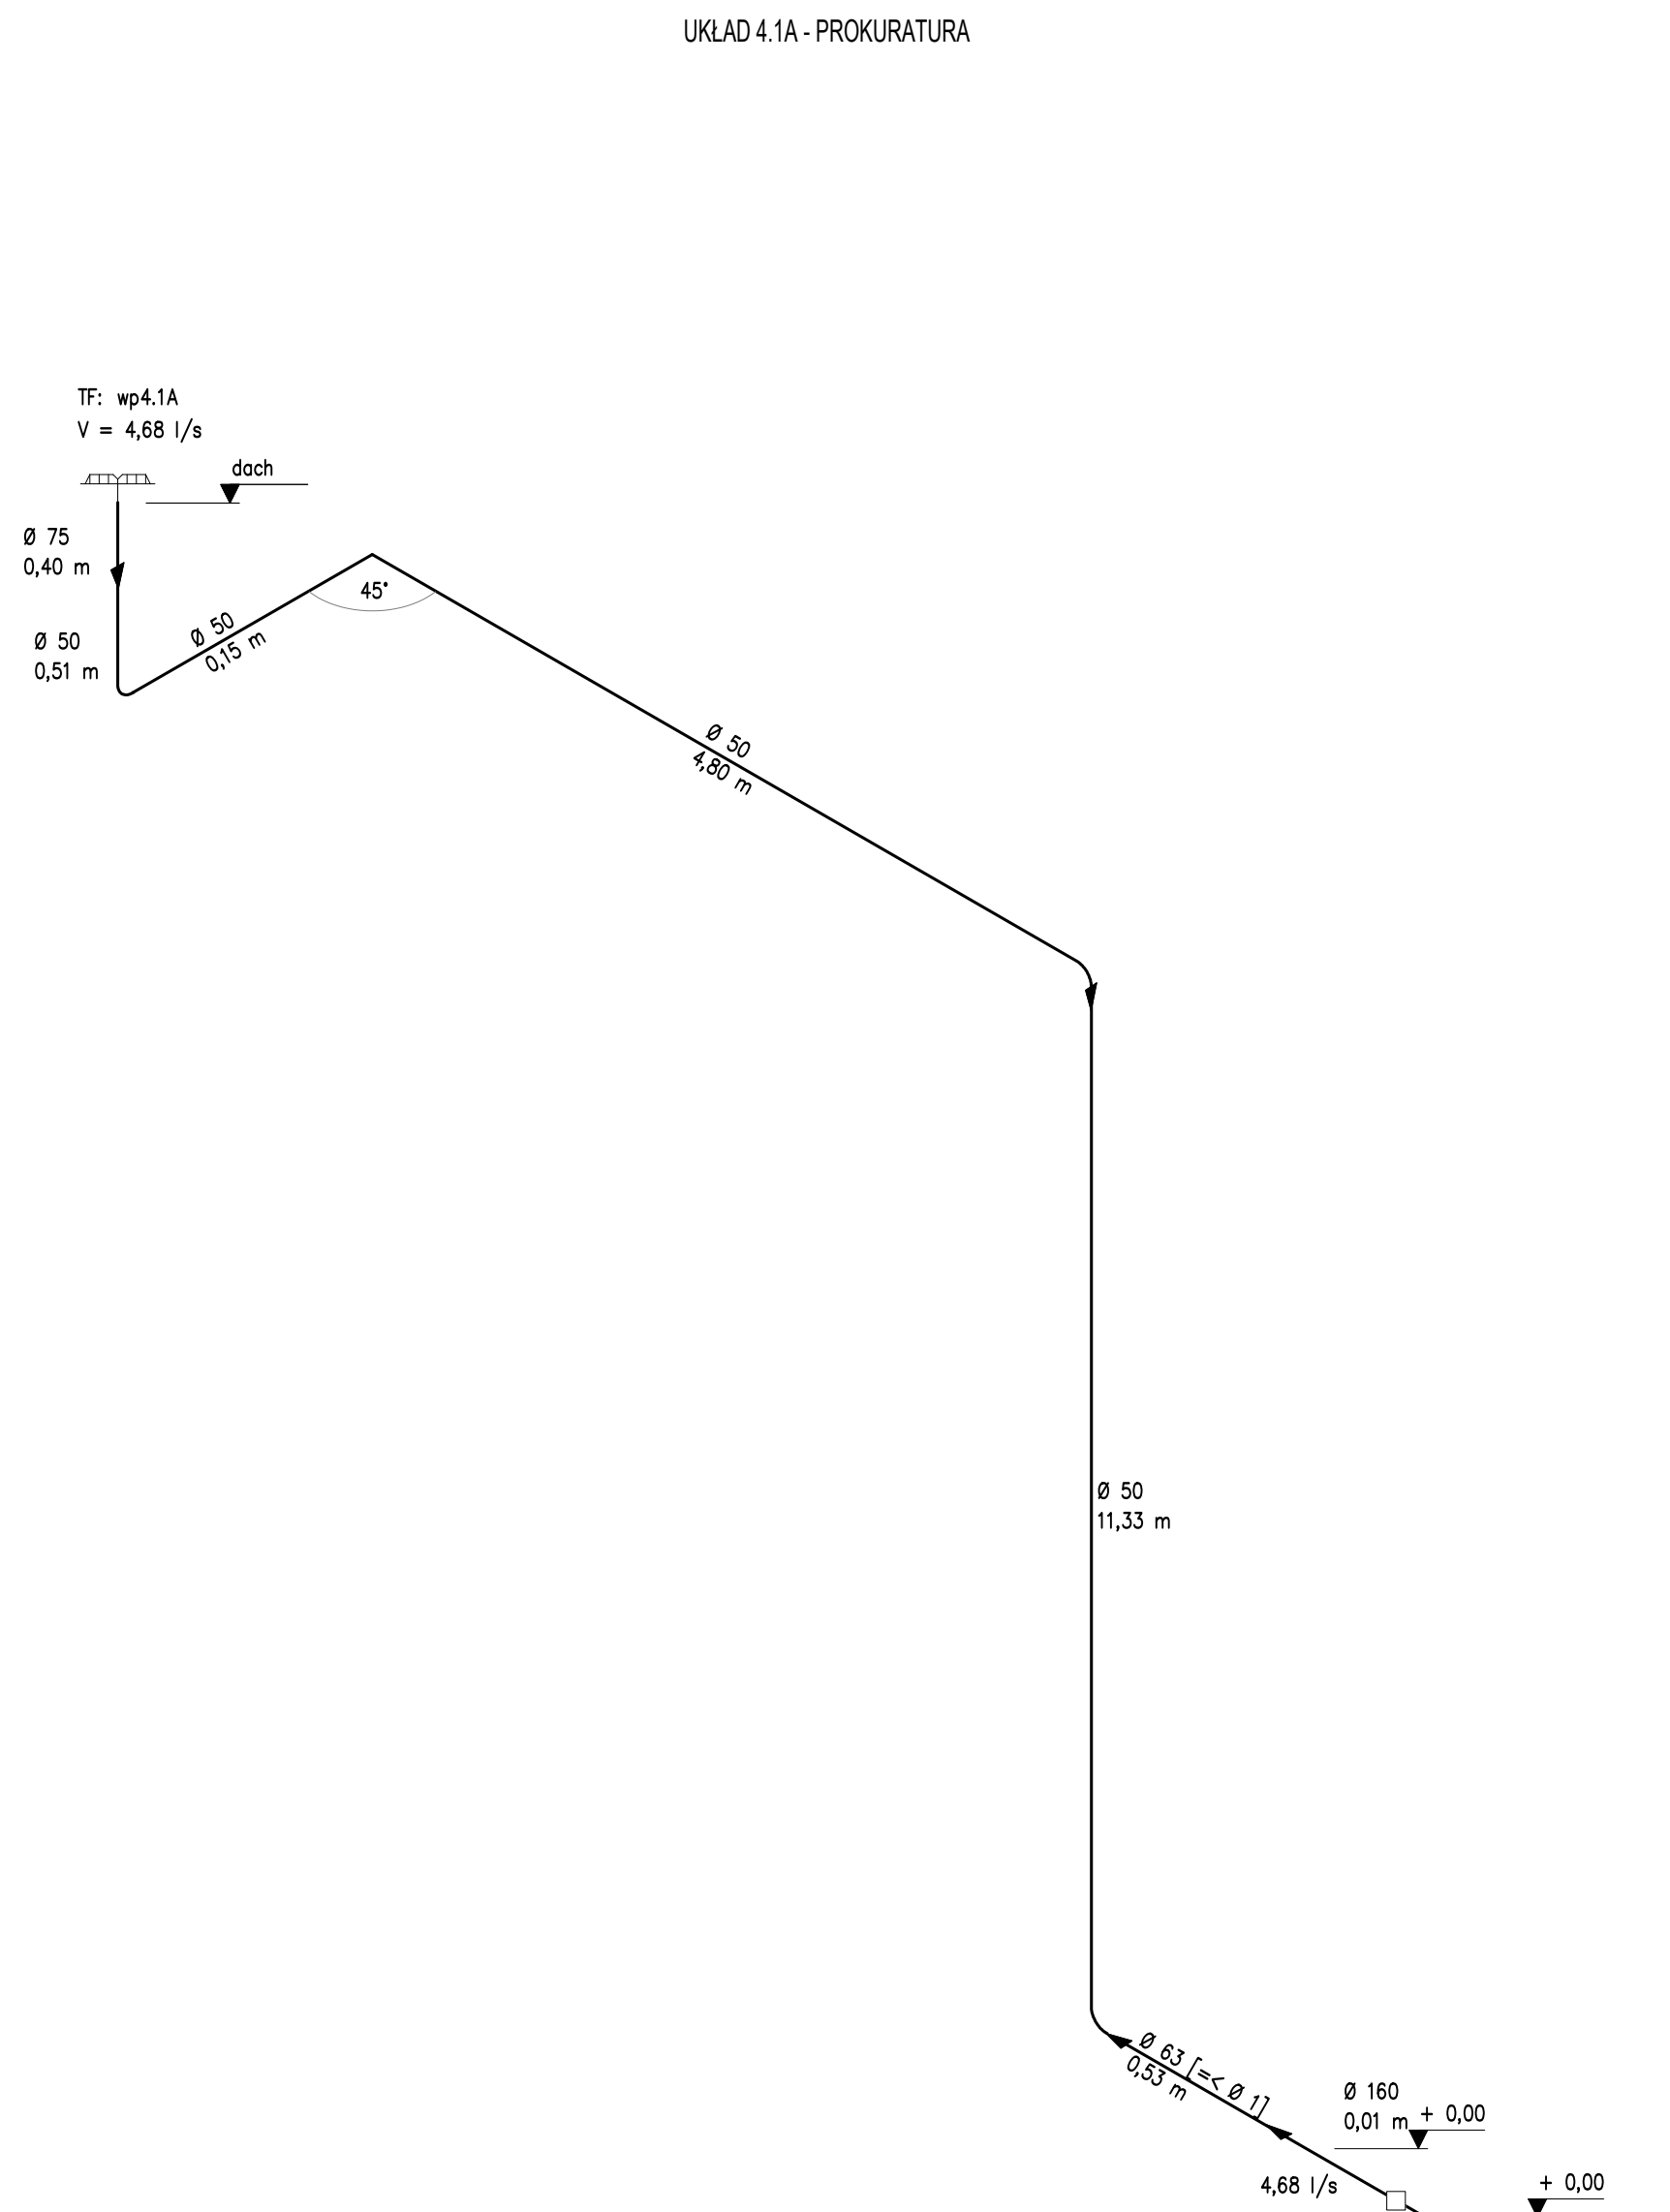 UKŁAD 4.1A - PROKURATURA
TF: wp4.1A
V = 4,68 l/s
dach
Ø 75
0,40 m
45°
Ø 50
0,15 m
Ø 50
0,51 m
Ø 50
4,80 m
Ø 50
11,33 m
Ø 63 [=< Ø 1]
0,53 m
Ø 160
0,01 m
+ 0,00
4,68 l/s
+ 0,00